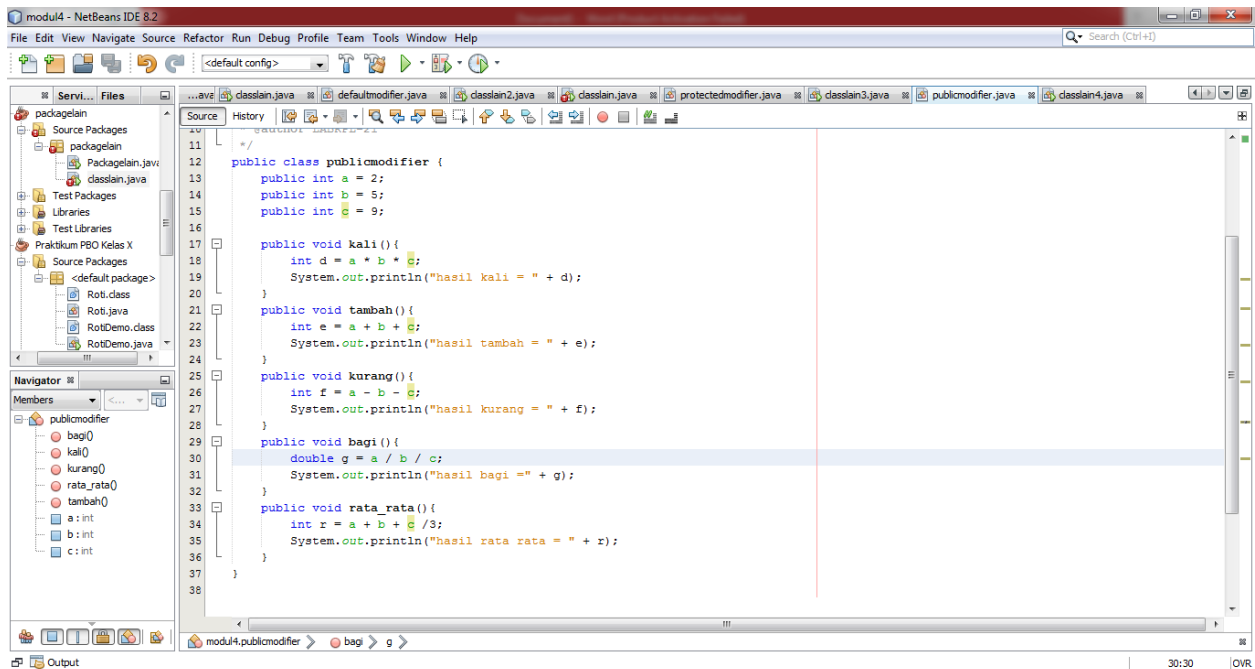 modul4 - NetBeans IDE 8.2
File Edit View Navigate Source Refactor Run Debug Profile Team Tools Window Help
Search (Ctrl+I)
<default config>
Servi... Files
...ava classlain.java defaultmodifier.java classlain2.java classlain.java protectedmodifier.java classlain3.java publicmodifier.java classlain4.java
Source History
packagelain
Source Packages
packagelain
Packagelain.java
classlain.java
Test Packages
Libraries
Test Libraries
Praktikum PBO Kelas X
Source Packages
<default package>
Roti.class
Roti.java
RotiDemo.class
RotiDemo.java
Navigator
Members <...
publicmodifier
bagi()
kali()
kurang()
rata_rata()
tambah()
a : int
b : int
c : int
10 * @author LABRPL-21
11 */
12 public class publicmodifier {
13 public int a = 2;
14 public int b = 5;
15 public int c = 9;
16
17 public void kali(){
18 int d = a * b * c;
19 System.out.println("hasil kali = " + d);
20 }
21 public void tambah(){
22 int e = a + b + c;
23 System.out.println("hasil tambah = " + e);
24 }
25 public void kurang(){
26 int f = a - b - c;
27 System.out.println("hasil kurang = " + f);
28 }
29 public void bagi(){
30 double g = a / b / c;
31 System.out.println("hasil bagi =" + g);
32 }
33 public void rata_rata(){
34 int r = a + b + c /3;
35 System.out.println("hasil rata rata = " + r);
36 }
37 }
38
modul4.publicmodifier bagi g
Output
30:30 OVR